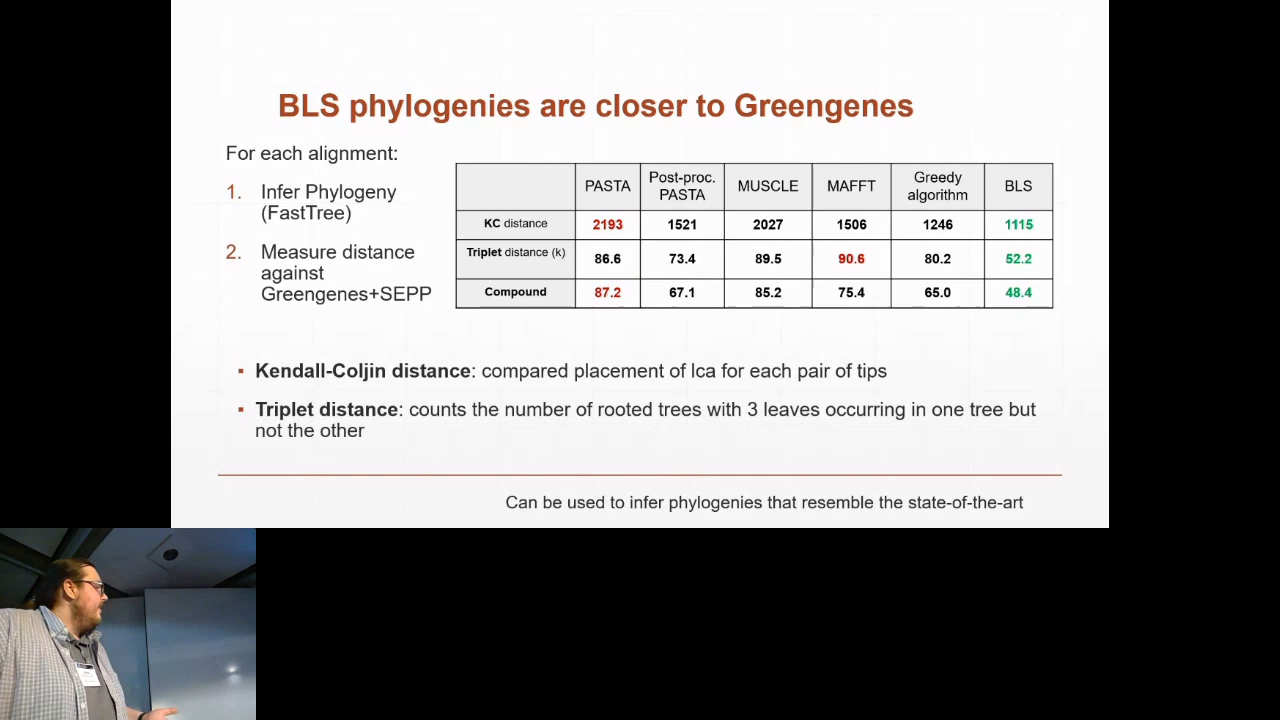 BLS phylogenies are closer to Greengenes
For each alignment:
1. Infer Phylogeny
(FastTree)
2. Measure distance
against
Greengenes+SEPP
PASTA Post-proc. PASTA MUSCLE MAFFT Greedy algorithm BLS
KC distance 2193 1521 2027 1506 1246 1115
Triplet distance (k) 86.6 73.4 89.5 90.6 80.2 52.2
Compound 87.2 67.1 85.2 75.4 65.0 48.4
▪ Kendall-Coljin distance: compared placement of lca for each pair of tips
▪ Triplet distance: counts the number of rooted trees with 3 leaves occurring in one tree but
not the other
Can be used to infer phylogenies that resemble the state-of-the-art